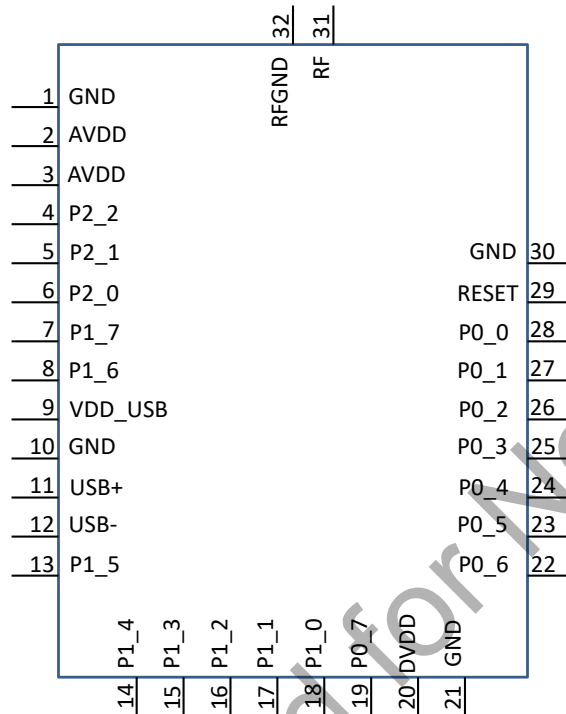 32 31
RFGND RF
1 GND
2 AVDD
3 AVDD
4 P2_2
5 P2_1
GND 30
6 P2_0
RESET 29
7 P1_7
P0_0 28
8 P1_6
P0_1 27
9 VDD_USB
P0_2 26
10 GND
P0_3 25
11 USB+
P0_4 24
12 USB-
P0_5 23
13 P1_5
P0_6 22
P1_4 P1_3 P1_2 P1_1 P1_0 P0_7 DVDD GND
14 15 16 17 18 19 20 21
d for Ne